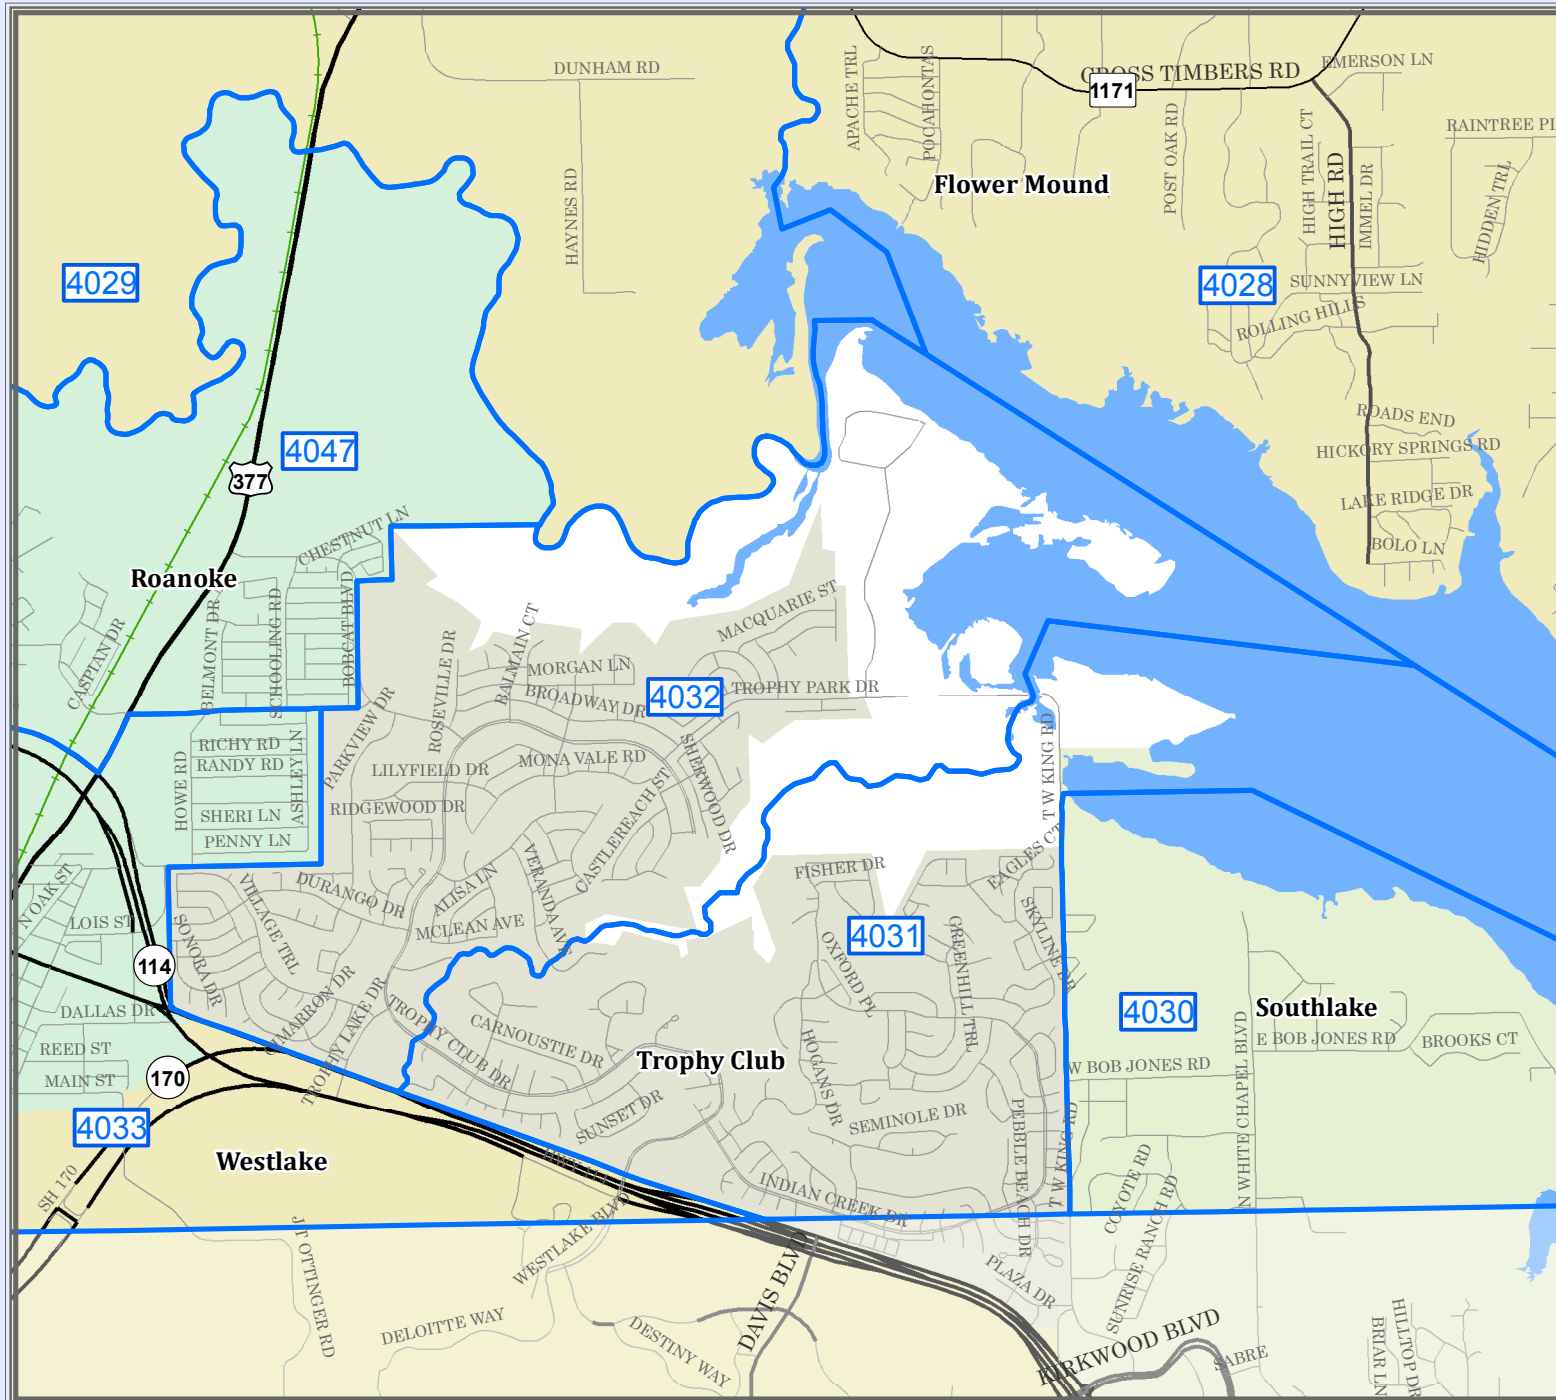 DUNHAM RD
CROSS TIMBERS RD
EMERSON LN
1171
APACHE TRL
POCAHONTAS
POST OAK RD
HIGH TRAIL CT
HIGH RD
IMMEL DR
RAINTREE PL
HIDDEN TRL
HAYNES RD
Flower Mound
4029
4028
SUNNYVIEW LN
ROLLING HILLS
4047
377
ROADS END
HICKORY SPRINGS RD
LAKE RIDGE DR
BOLO LN
CHESTNUT LN
Roanoke
BELMONT DR
SCHOOLING RD
BOBCAT BLVD
CASPIAN DR
MACQUARIE ST
BALMAIN CT
ROSEVILLE DR
MORGAN LN
BROADWAY DR
4032
TROPHY PARK DR
PARKVIEW DR
RICHY RD
RANDY RD
ASHLEY LN
HOWE RD
SHERI LN
PENNY LN
LILYFIELD DR
MONA VALE RD
SHERWOOD DR
RIDGEWOOD DR
CASTLEREACH ST
T W KING RD
EAGLES CT
FISHER DR
VERANDA AVE
ALISA LN
DURANGO DR
VILLAGE TRL
MCLEAN AVE
N OAK ST
LOIS ST
SONORA DR
114
4031
OXFORD PL
GREENHILL TRL
SKYLINE DR
CIMARRON DR
TROPHY LAKE DR
TROPHY CLUB DR
CARNOUSTIE DR
DALLAS DR
REED ST
MAIN ST
170
4030
Southlake
E BOB JONES RD
BROOKS CT
W BOB JONES RD
N WHITE CHAPEL BLVD
Trophy Club
HOGANS DR
SUNSET DR
SEMINOLE DR
PEBBLE BEACH DR
T W KING RD
COYOTE RD
SUNRISE RANCH RD
4033
Westlake
SH 170
INDIAN CREEK DR
WESTLAKE BLVD
J T OTTINGER RD
DAVIS BLVD
PLAZA DR
DELOITTE WAY
DESTINY WAY
KIRKWOOD BLVD
SABRE
BRIAR LN
HILLTOP DR